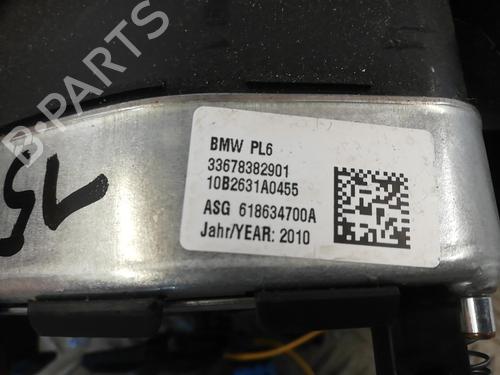 B-PARTS
BMW PL6
33678382901
10B2631A0455
ASG 618634700A
Jahr/YEAR: 2010